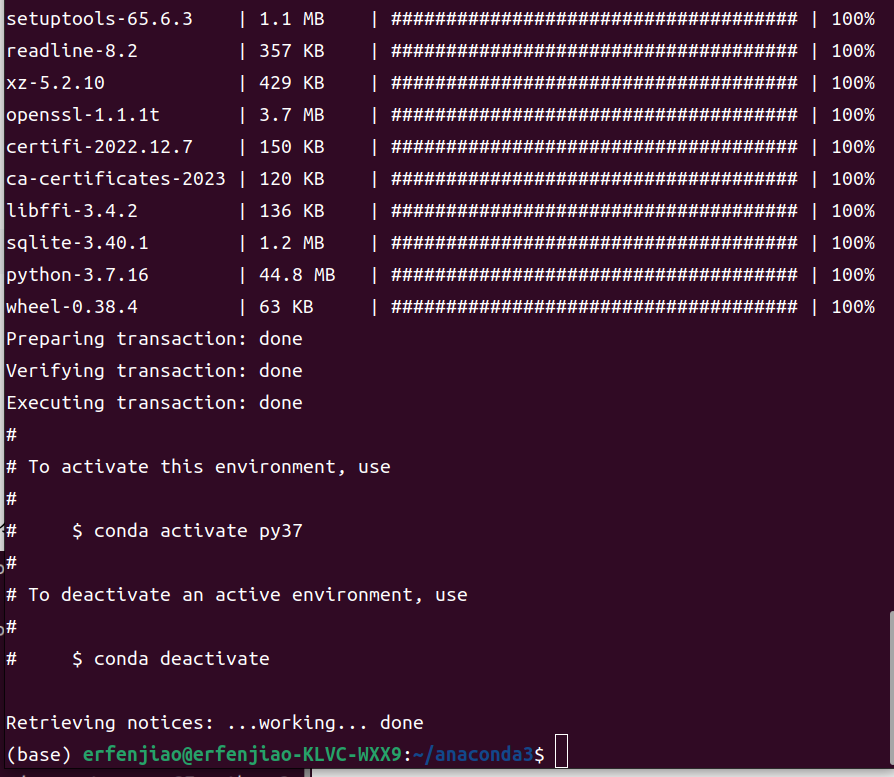 setuptools-65.6.3    | 1.1 MB    | ##################################### | 100%
readline-8.2         | 357 KB    | ##################################### | 100%
xz-5.2.10            | 429 KB    | ##################################### | 100%
openssl-1.1.1t       | 3.7 MB    | ##################################### | 100%
certifi-2022.12.7    | 150 KB    | ##################################### | 100%
ca-certificates-2023 | 120 KB    | ##################################### | 100%
libffi-3.4.2         | 136 KB    | ##################################### | 100%
sqlite-3.40.1        | 1.2 MB    | ##################################### | 100%
python-3.7.16        | 44.8 MB   | ##################################### | 100%
wheel-0.38.4         | 63 KB     | ##################################### | 100%
Preparing transaction: done
Verifying transaction: done
Executing transaction: done
#
# To activate this environment, use
#
#     $ conda activate py37
#
# To deactivate an active environment, use
#
#     $ conda deactivate
Retrieving notices: ...working... done
(base) erfenjiao@erfenjiao-KLVC-WXX9:~/anaconda3$